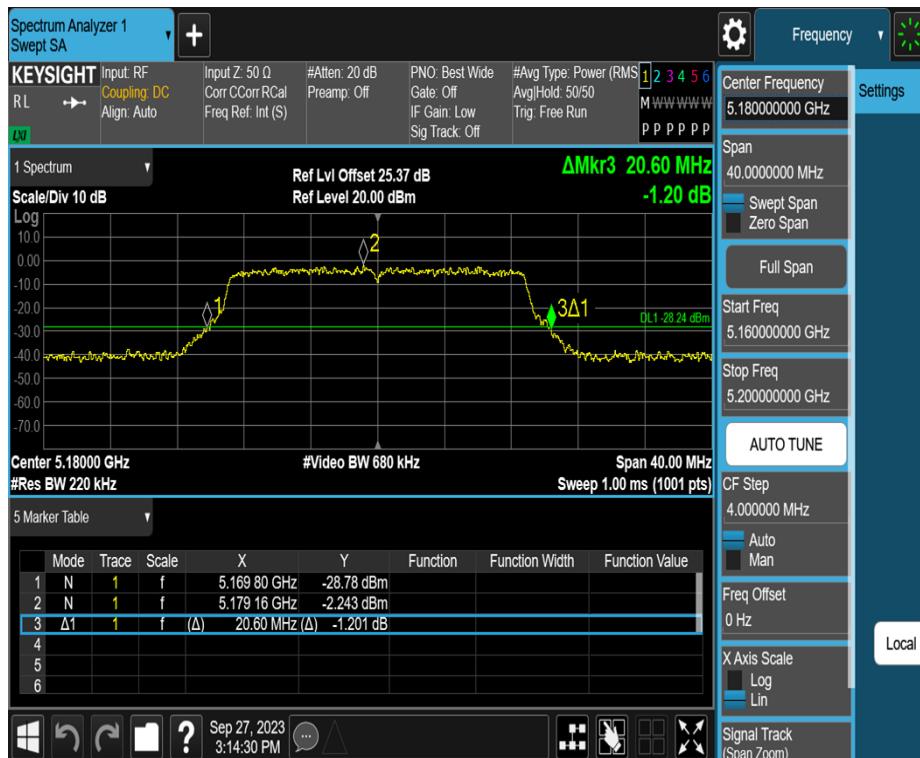 Spectrum Analyzer 1
Swept SA
+
Frequency
KEYSIGHT
RL
LXI
Input: RF
Coupling: DC
Align: Auto
Input Z: 50 Ω
Corr CCorr RCal
Freq Ref: Int (S)
#Atten: 20 dB
Preamp: Off
PNO: Best Wide
Gate: Off
IF Gain: Low
Sig Track: Off
#Avg Type: Power (RMS
Avg|Hold: 50/50
Trig: Free Run
1 2 3 4 5 6
M W W W W W
P P P P P P
Center Frequency
5.180000000 GHz
Settings
1 Spectrum
Scale/Div 10 dB
Ref Lvl Offset 25.37 dB
Ref Level 20.00 dBm
ΔMkr3 20.60 MHz
-1.20 dB
Log
10.0
0.00
-10.0
-20.0
-30.0
-40.0
-50.0
-60.0
-70.0
1
2
3Δ1
DL1 -28.24 dBm
Center 5.18000 GHz
#Video BW 680 kHz
Span 40.00 MHz
#Res BW 220 kHz
Sweep 1.00 ms (1001 pts)
Span
40.0000000 MHz
Swept Span
Zero Span
Full Span
Start Freq
5.160000000 GHz
Stop Freq
5.200000000 GHz
AUTO TUNE
CF Step
4.000000 MHz
Auto
Man
Freq Offset
0 Hz
X Axis Scale
Log
Lin
Signal Track
(Span Zoom)
Local
5 Marker Table
Mode Trace Scale X Y Function Function Width Function Value
1 N 1 f 5.169 80 GHz -28.78 dBm
2 N 1 f 5.179 16 GHz -2.243 dBm
3 Δ1 1 f (Δ) 20.60 MHz (Δ) -1.201 dB
4
5
6
?
Sep 27, 2023
3:14:30 PM